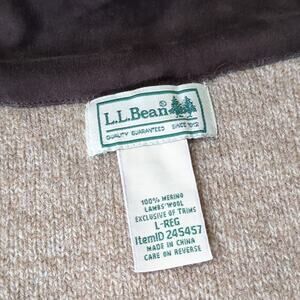 L.L.Bean®
QUALITY GUARANTEED SINCE 1912
100% MERINO
LAMBS' WOOL
EXCLUSIVE OF TRIMS
L-REG
ItemID 245457
MADE IN CHINA
CARE ON REVERSE